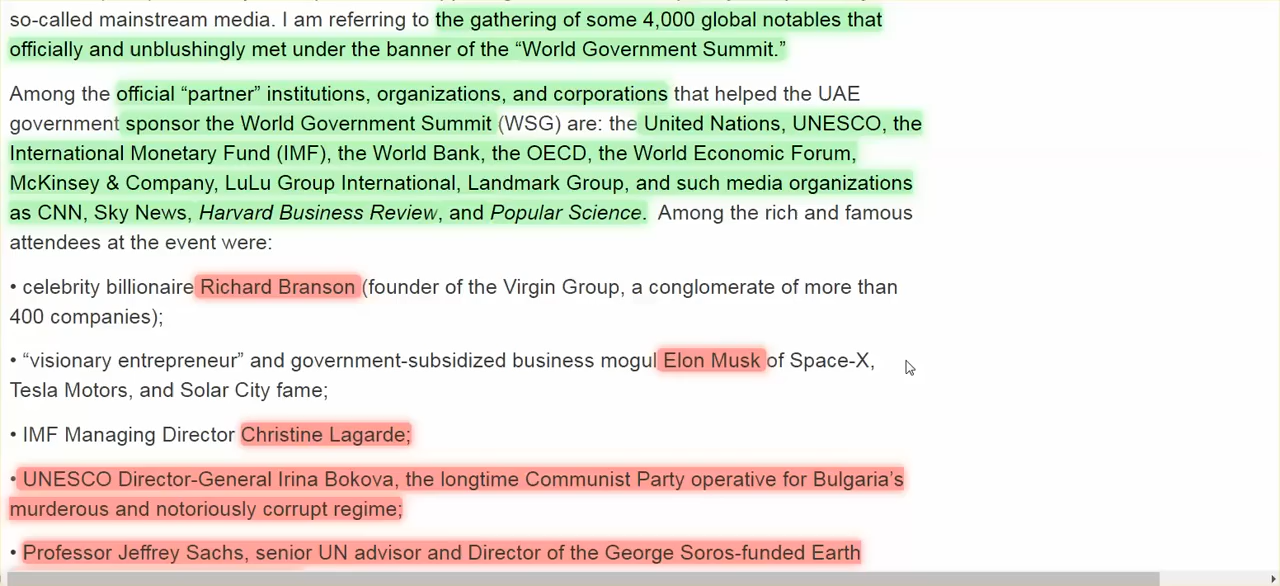 so-called mainstream media. I am referring to the gathering of some 4,000 global notables that
officially and unblushingly met under the banner of the “World Government Summit.”
Among the official “partner” institutions, organizations, and corporations that helped the UAE
government sponsor the World Government Summit (WSG) are: the United Nations, UNESCO, the
International Monetary Fund (IMF), the World Bank, the OECD, the World Economic Forum,
McKinsey & Company, LuLu Group International, Landmark Group, and such media organizations
as CNN, Sky News, Harvard Business Review, and Popular Science. Among the rich and famous
attendees at the event were:
• celebrity billionaire Richard Branson (founder of the Virgin Group, a conglomerate of more than
400 companies);
• “visionary entrepreneur” and government-subsidized business mogul Elon Musk of Space-X,
Tesla Motors, and Solar City fame;
• IMF Managing Director Christine Lagarde;
• UNESCO Director-General Irina Bokova, the longtime Communist Party operative for Bulgaria’s
murderous and notoriously corrupt regime;
• Professor Jeffrey Sachs, senior UN advisor and Director of the George Soros-funded Earth